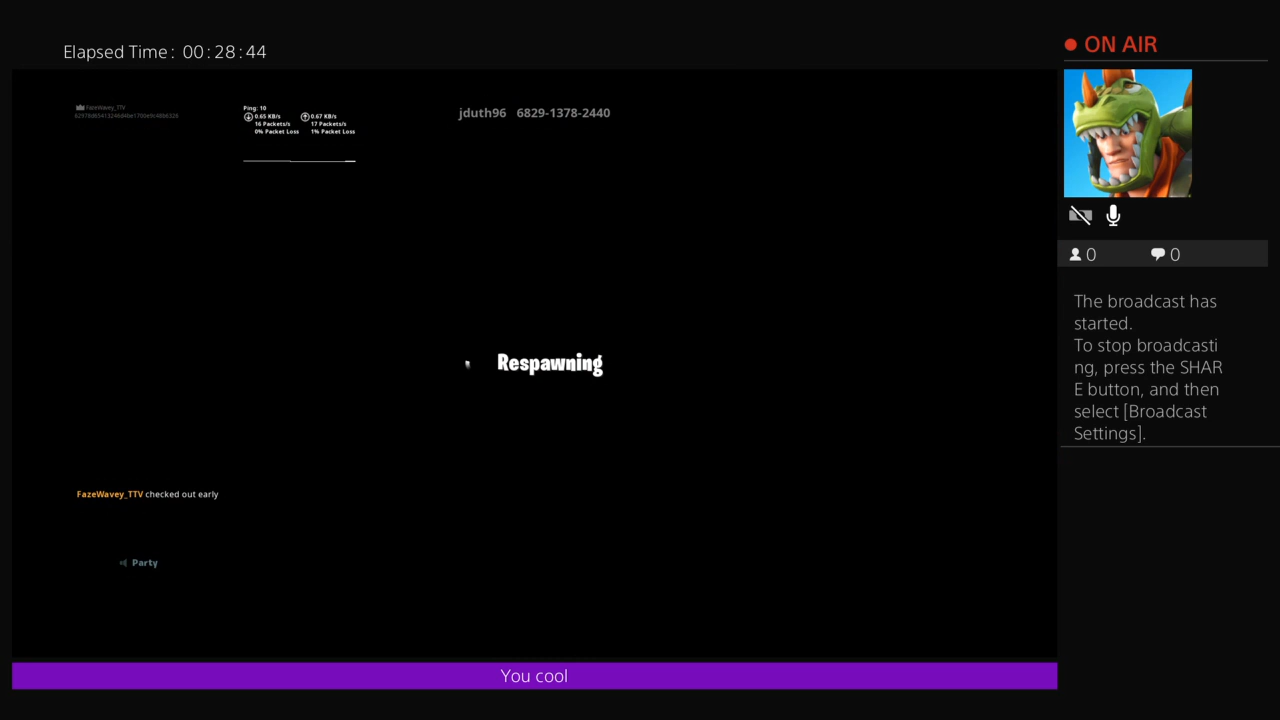 Elapsed Time: 00:28:44
ON AIR
FazeWavey_TTV
Ping: 10
0.65 KB/s 0.67 KB/s
16 Packets/s 17 Packets/s
0% Packet Loss 1% Packet Loss
jduth96 6829-1378-2440
0 0
The broadcast has
started.
To stop broadcasti
ng, press the SHAR
E button, and then
select [Broadcast
Settings].
Respawning
FazeWavey_TTV checked out early
Party
You cool